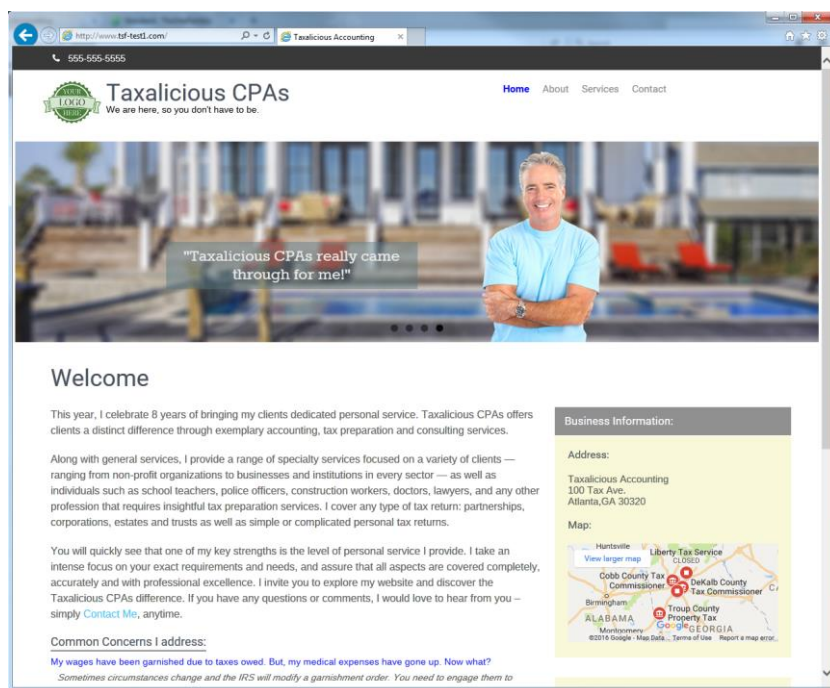 http://www.tsf-test1.com/
Taxalicious Accounting
555-555-5555
YOUR
LOGO
HERE
Taxalicious CPAs
We are here, so you don't have to be.
Home About Services Contact
"Taxalicious CPAs really came
through for me!"
Welcome
This year, I celebrate 8 years of bringing my clients dedicated personal service. Taxalicious CPAs offers
clients a distinct difference through exemplary accounting, tax preparation and consulting services.
Along with general services, I provide a range of specialty services focused on a variety of clients —
ranging from non-profit organizations to businesses and institutions in every sector — as well as
individuals such as school teachers, police officers, construction workers, doctors, lawyers, and any other
profession that requires insightful tax preparation services. I cover any type of tax return: partnerships,
corporations, estates and trusts as well as simple or complicated personal tax returns.
You will quickly see that one of my key strengths is the level of personal service I provide. I take an
intense focus on your exact requirements and needs, and assure that all aspects are covered completely,
accurately and with professional excellence. I invite you to explore my website and discover the
Taxalicious CPAs difference. If you have any questions or comments, I would love to hear from you –
simply Contact Me, anytime.
Common Concerns I address:
My wages have been garnished due to taxes owed. But, my medical expenses have gone up. Now what?
Sometimes circumstances change and the IRS will modify a garnishment order. You need to engage them to
Business Information:
Address:
Taxalicious Accounting
100 Tax Ave.
Atlanta,GA 30320
Map:
Huntsville
View larger map
Liberty Tax Service
CLOSED
Cobb County Tax
Commissioner
DeKalb County
Tax Commissioner
Birmingham
Troup County
Property Tax
ALABAMA
Montgomery
Google
GEORGIA
©2016 Google - Map Data Terms of Use Report a map error